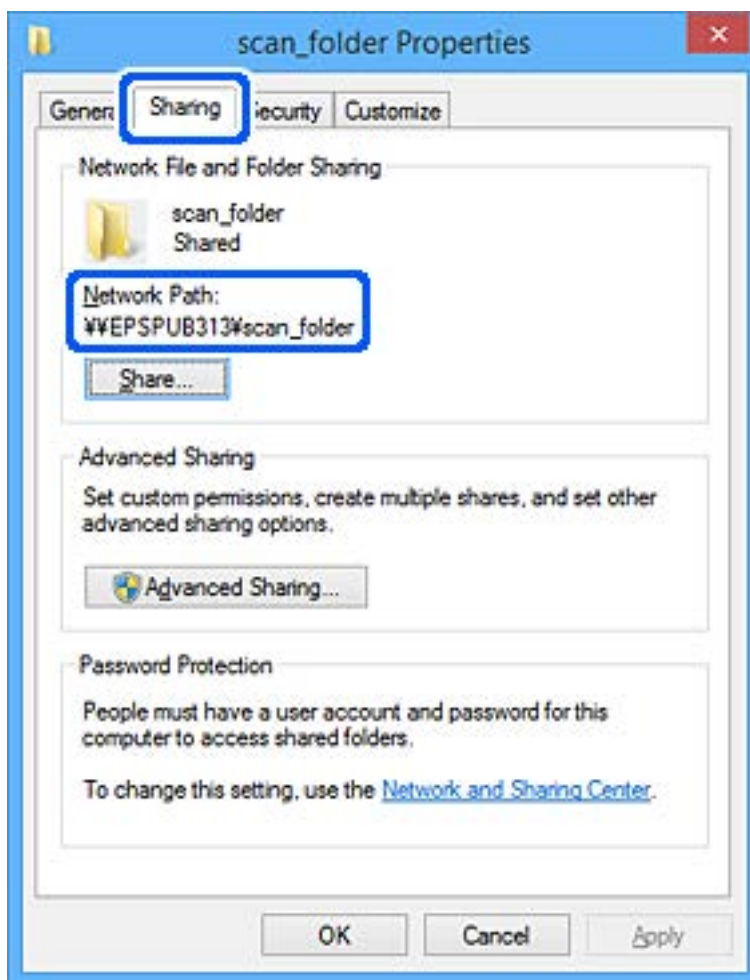 scan_folder Properties
General Sharing Security Customize
Network File and Folder Sharing
scan_folder
Shared
Network Path:
¥¥EPSPUB313¥scan_folder
Share...
Advanced Sharing
Set custom permissions, create multiple shares, and set other
advanced sharing options.
Advanced Sharing...
Password Protection
People must have a user account and password for this
computer to access shared folders.
To change this setting, use the Network and Sharing Center.
OK Cancel Apply